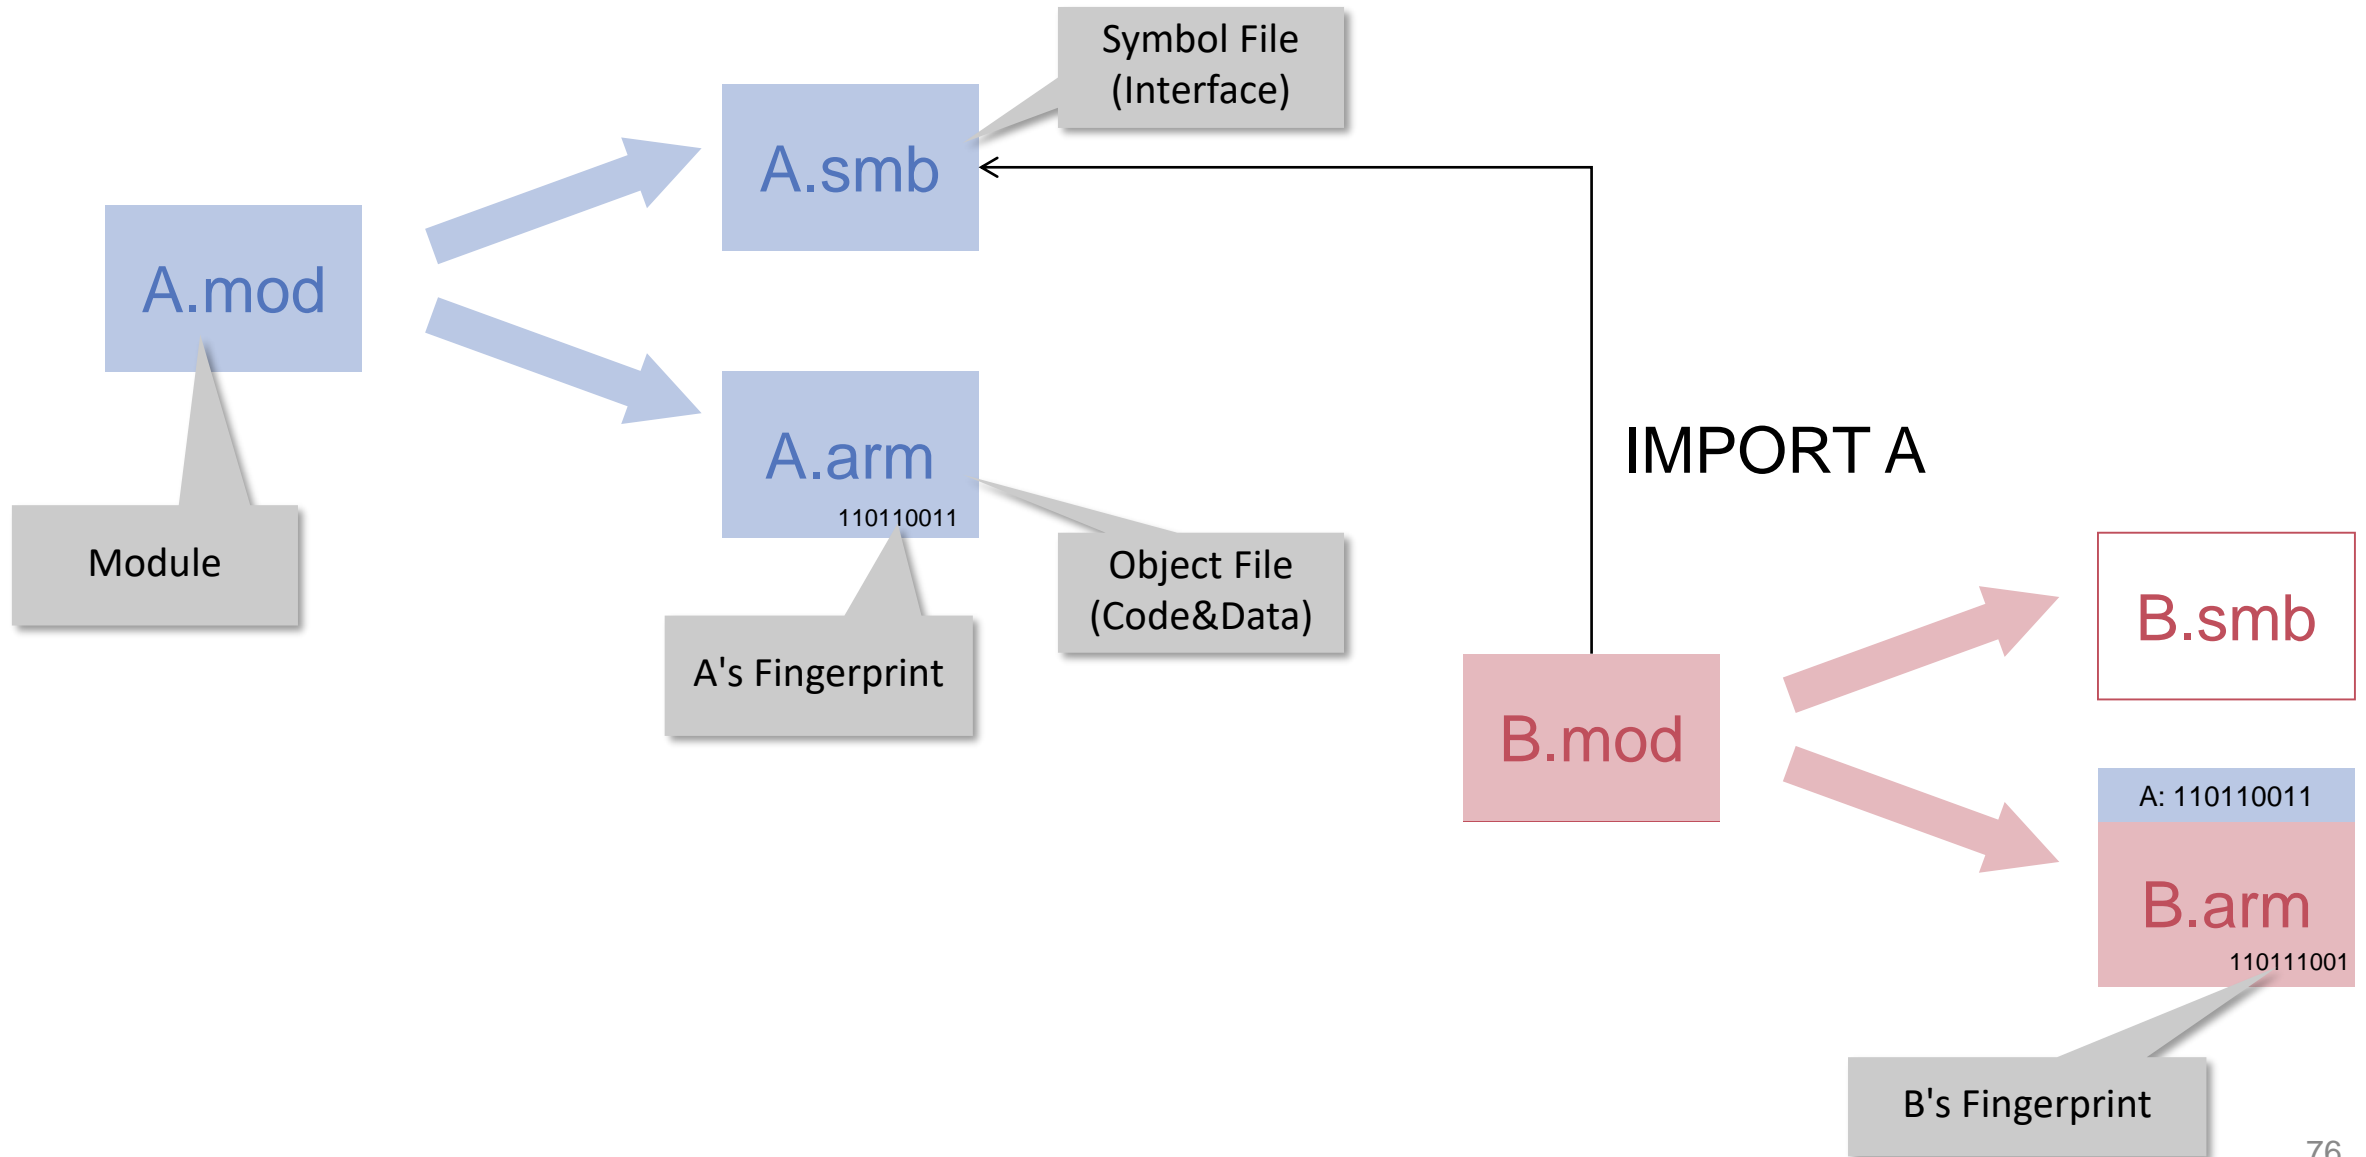 Symbol File
(Interface)
A.smb
A.mod
A.arm
110110011
Module
Object File
(Code&Data)
A's Fingerprint
IMPORT A
B.smb
B.mod
A: 110110011
B.arm
110111001
B's Fingerprint
76